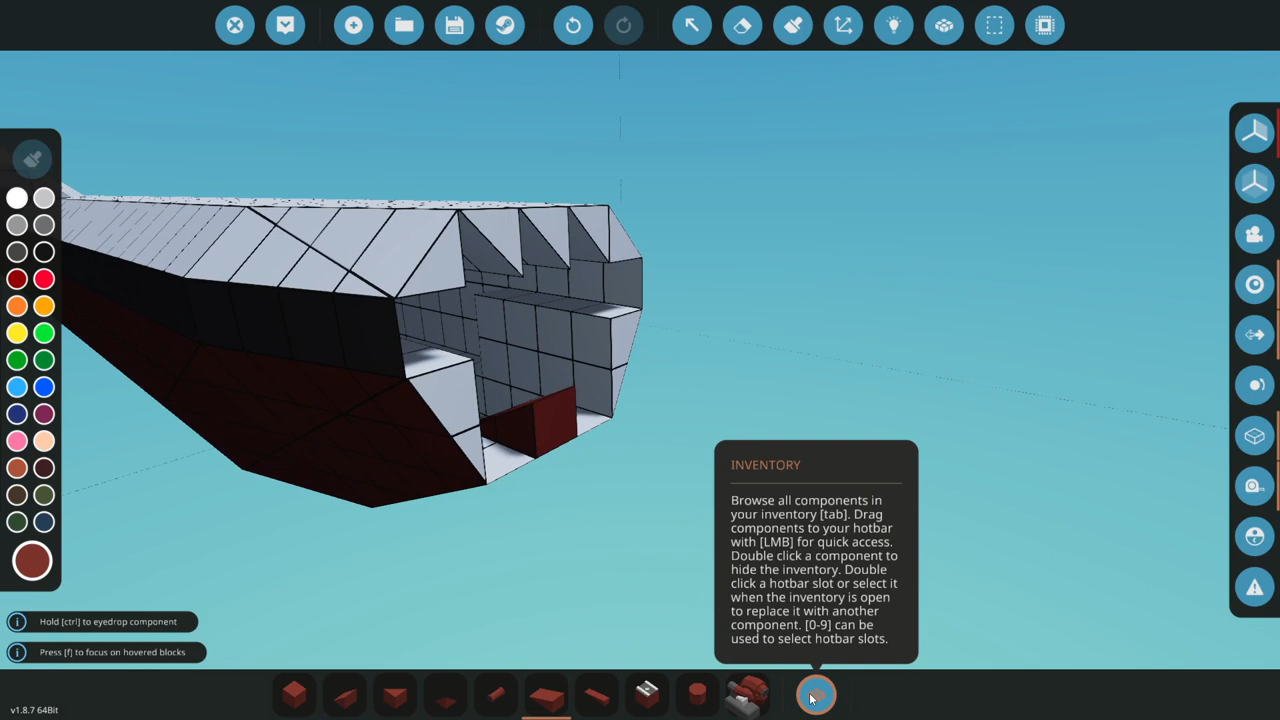 INVENTORY
Browse all components in
your inventory [tab]. Drag
components to your hotbar
with [LMB] for quick access.
Double click a component to
hide the inventory. Double
click a hotbar slot or select it
when the inventory is open
to replace it with another
component. [0-9] can be
used to select hotbar slots.
Hold [ctrl] to eyedrop component
Press [f] to focus on hovered blocks
v1.8.7 64Bit